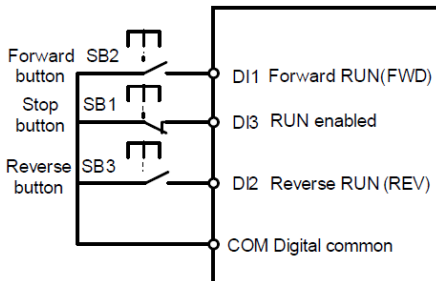 Forward button SB2
DI1 Forward RUN(FWD)
Stop button SB1
DI3 RUN enabled
Reverse button SB3
DI2 Reverse RUN (REV)
COM Digital common